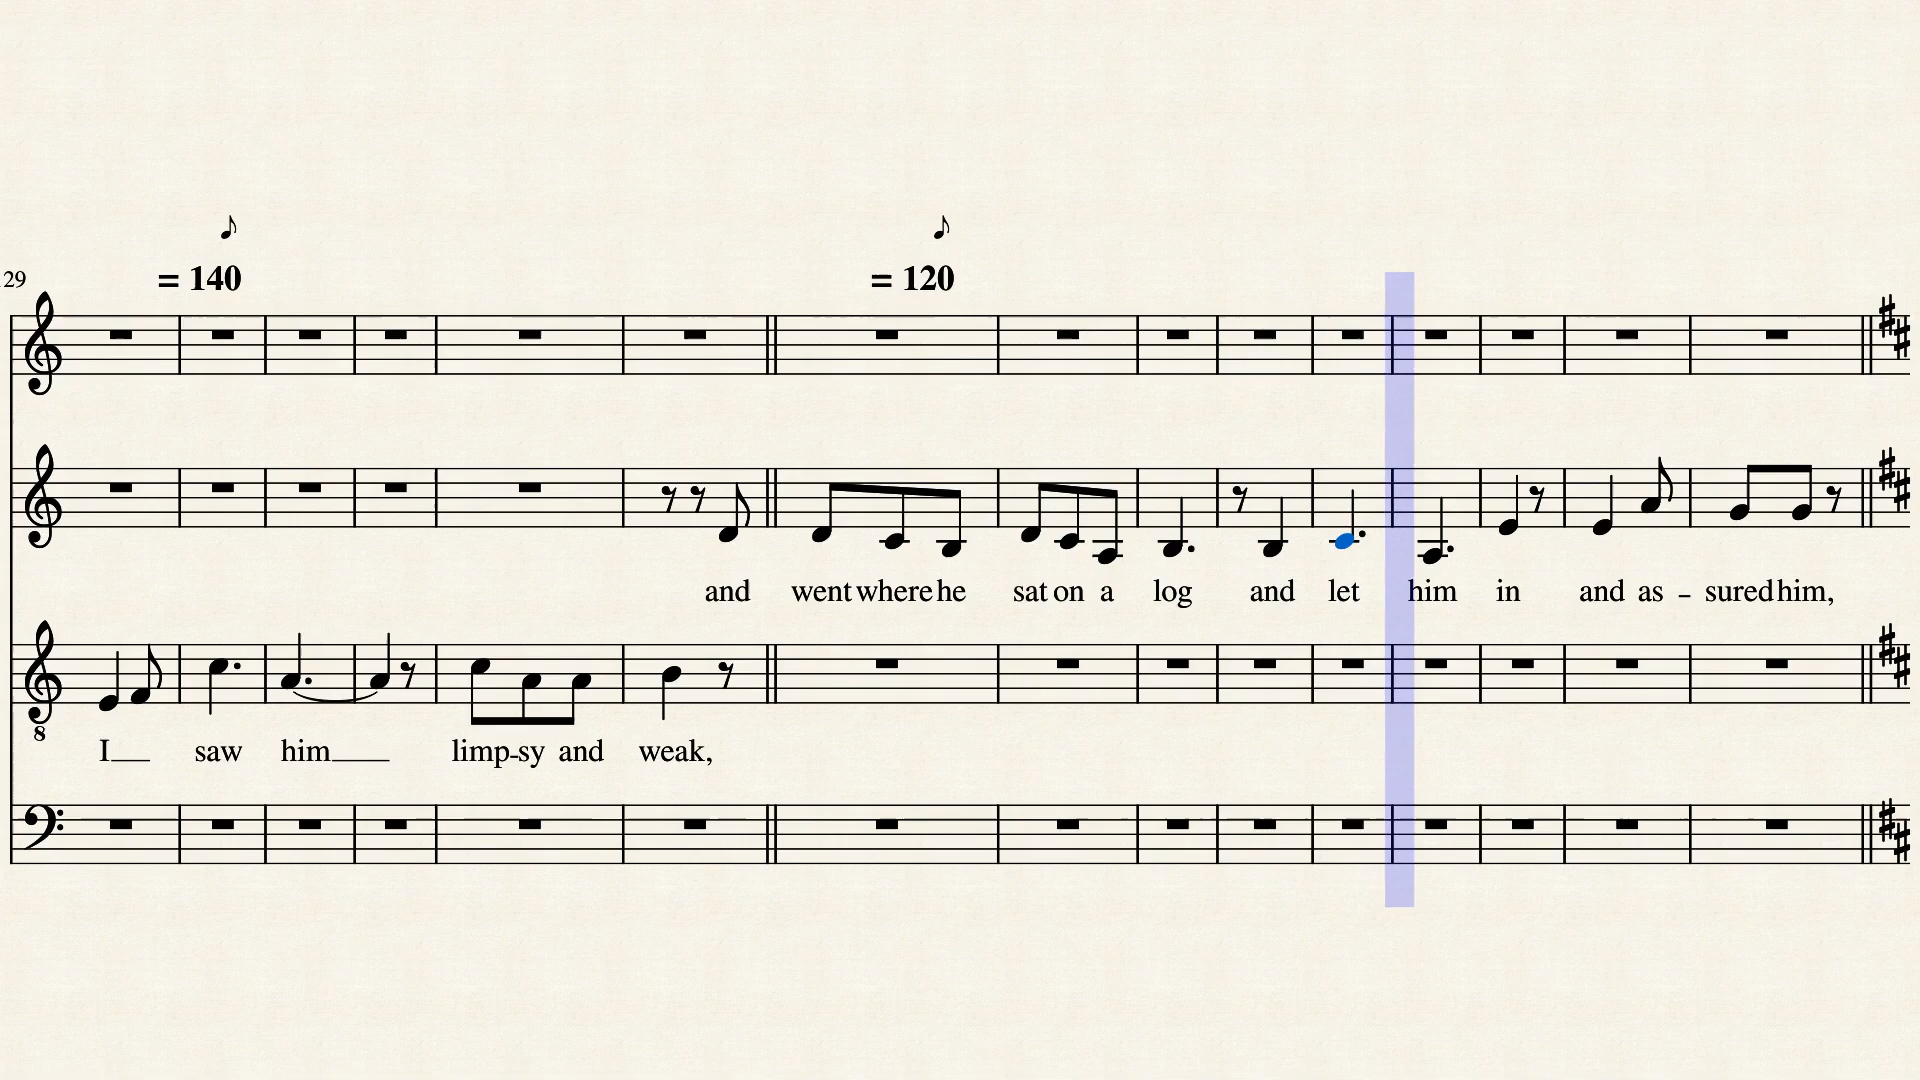 29
= 140
= 120
and went where he sat on a log and let him in and as - sured him,
8
I saw him limp-sy and weak,